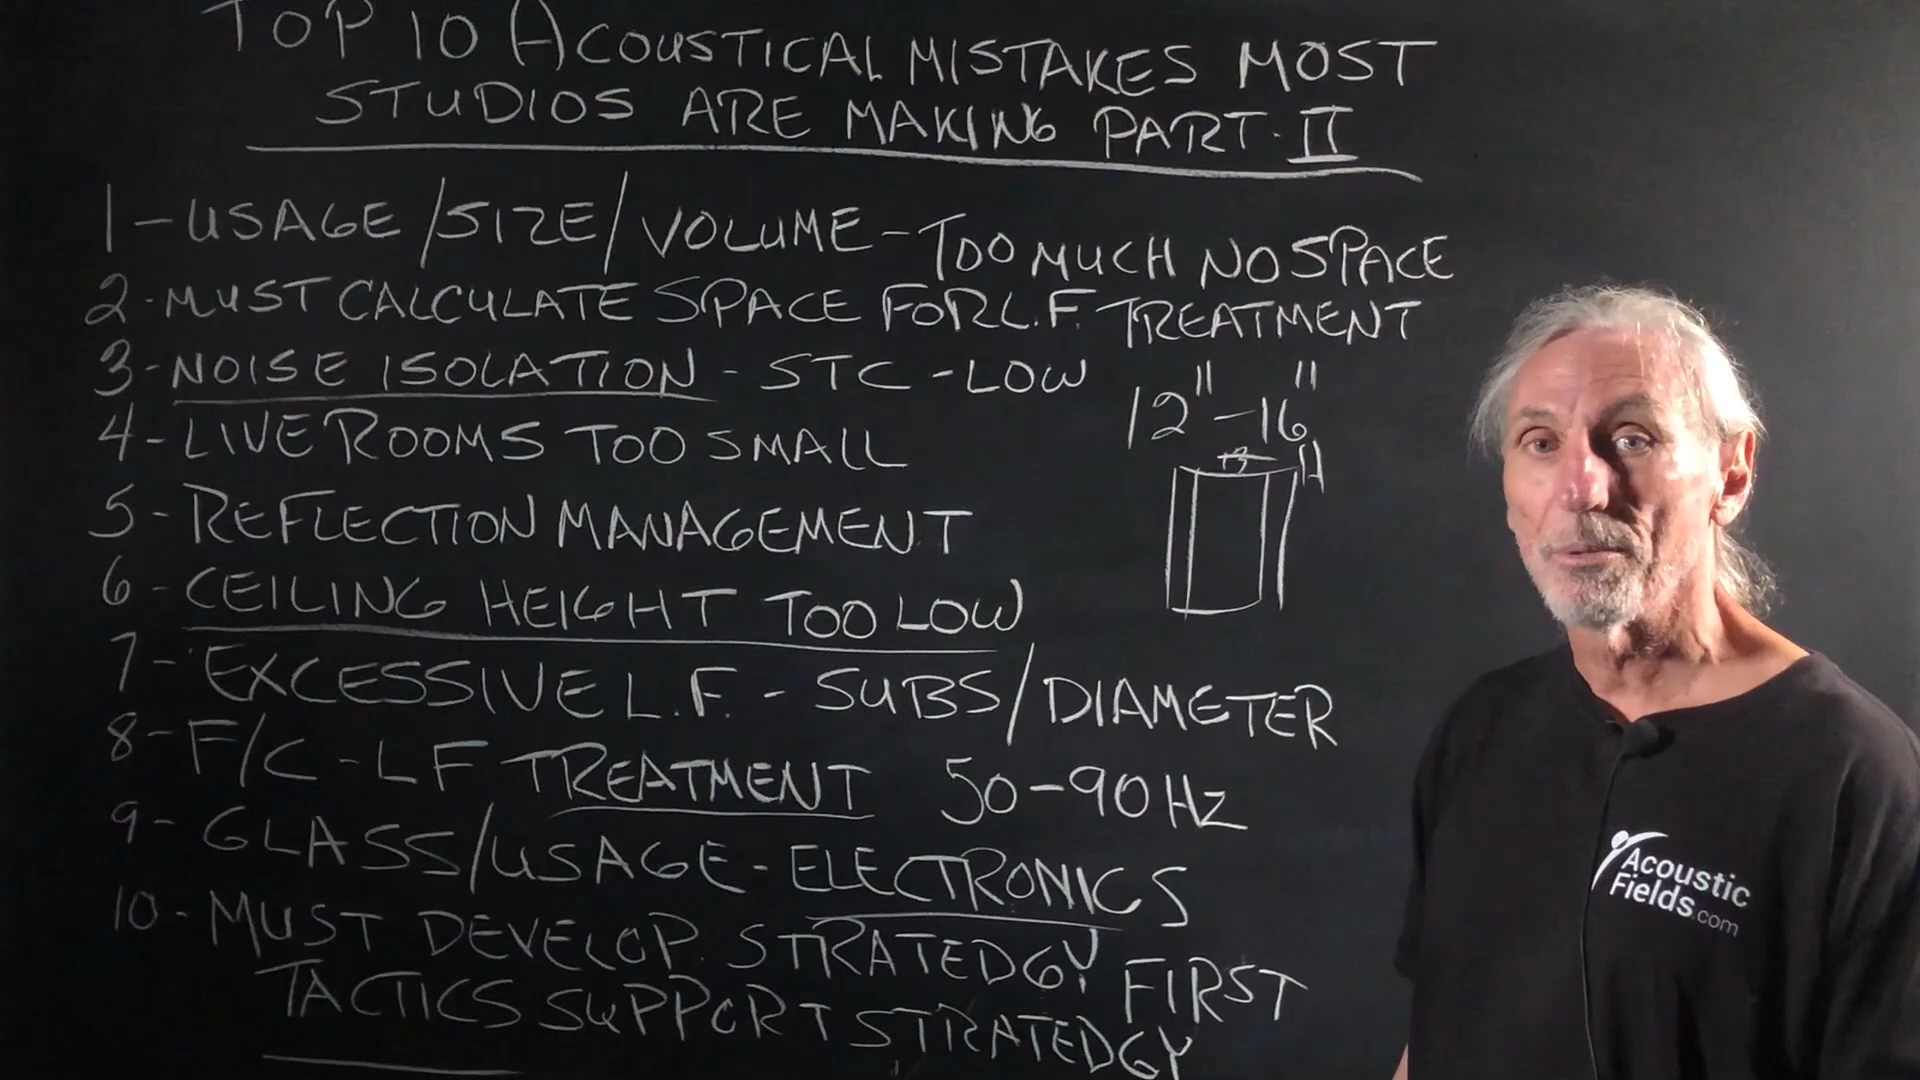 TOP 10 ACOUSTICAL MISTAKES MOST
STUDIOS ARE MAKING PART. II
1 - USAGE / SIZE / VOLUME - TOO MUCH NO SPACE
2 - MUST CALCULATE SPACE FOR L.F. TREATMENT
3 - NOISE ISOLATION - STC - LOW
12" - 16"
4 - LIVE ROOMS TOO SMALL
5 - REFLECTION MANAGEMENT
6 - CEILING HEIGHT TOO LOW
7 - EXCESSIVE L.F. - SUBS / DIAMETER
8 - F/C - LF TREATMENT 50-90 Hz
9 - GLASS/USAGE - ELECTRONICS
10 - MUST DEVELOP STRATEDGY FIRST
TACTICS SUPPORT STRATEDGY
Acoustic
Fields.com